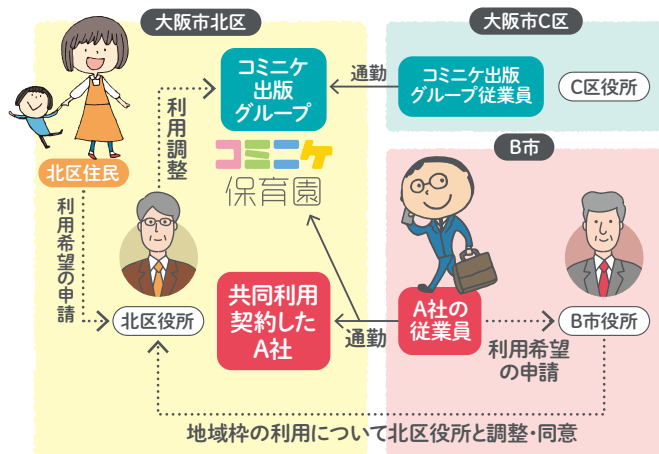 大阪市北区
大阪市C区
コミニケ
出版
グループ
通勤
コミニケ出版
グループ従業員
C区役所
利用調整
コミニケ
保育園
北区住民
利用希望の申請
北区役所
共同利用
契約した
A社
B市
通勤
A社の
従業員
B市役所
利用希望
の申請
地域枠の利用について北区役所と調整・同意